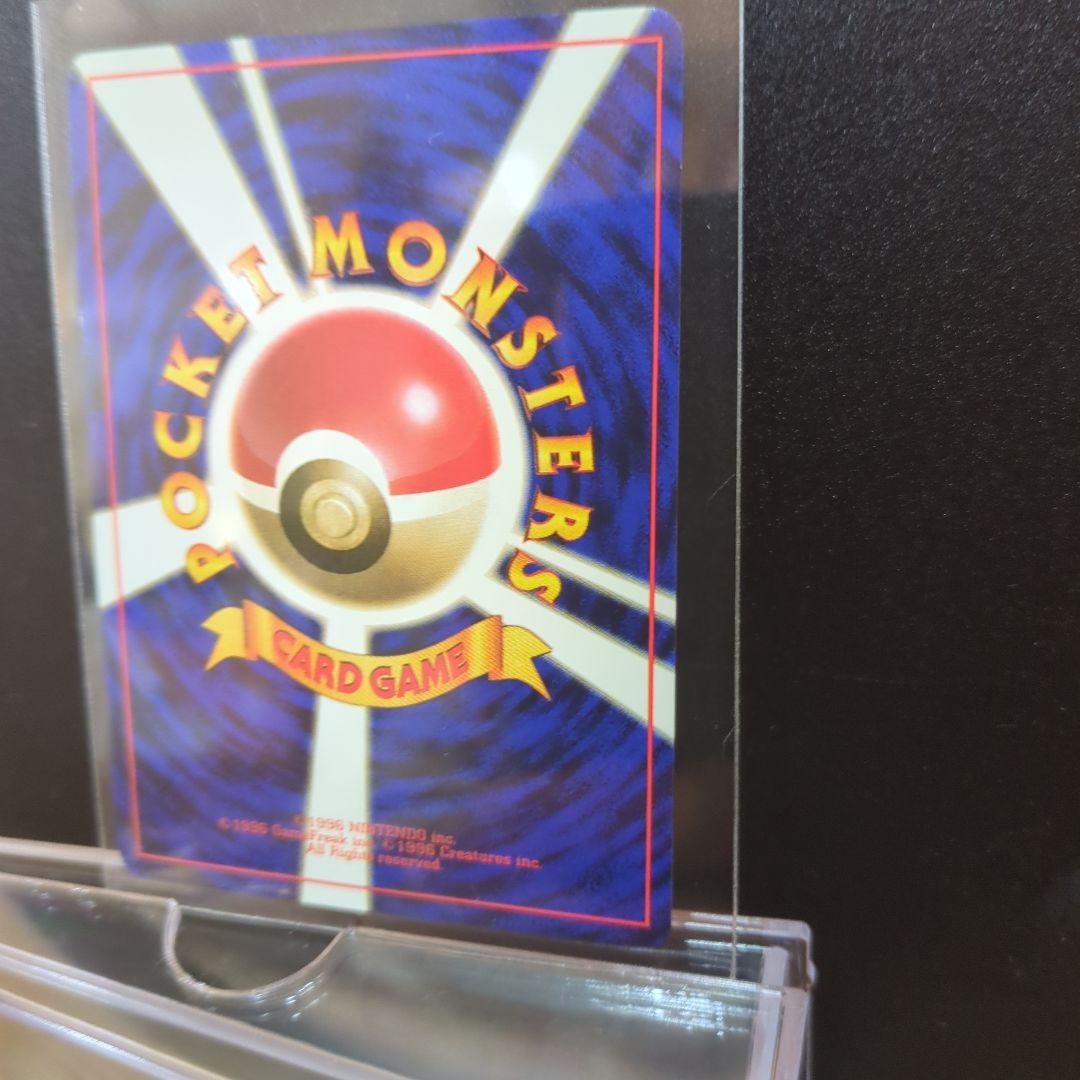 POCKET MONSTERS
CARD GAME
©1996 NINTENDO inc.
©1996 GameFreak inc. ©1996 Creatures inc.
All Rights reserved.